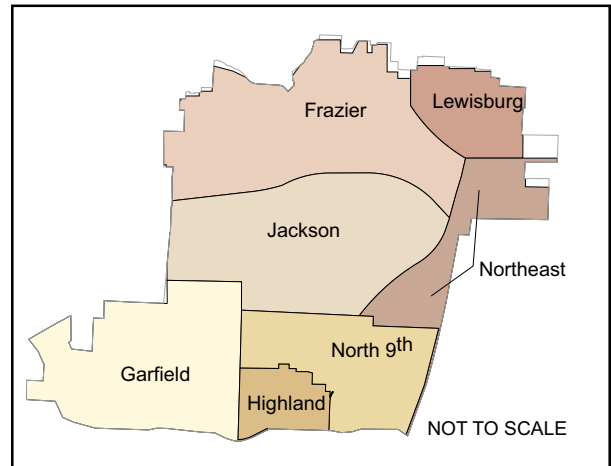 Lewisburg
Frazier
Jackson
Northeast
North 9th
Garfield
Highland
NOT TO SCALE